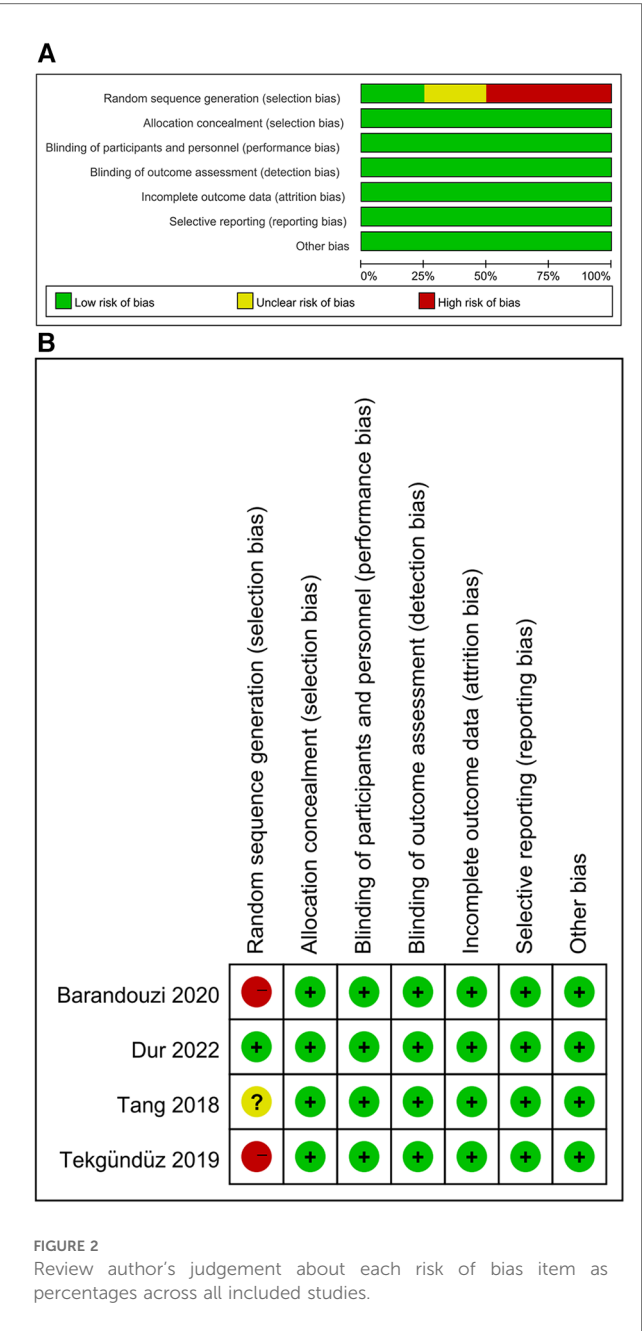 A
Random sequence generation (selection bias)
Allocation concealment (selection bias)
Blinding of participants and personnel (performance bias)
Blinding of outcome assessment (detection bias)
Incomplete outcome data (attrition bias)
Selective reporting (reporting bias)
Other bias
0% 25% 50% 75% 100%
Low risk of bias Unclear risk of bias High risk of bias
B
Random sequence generation (selection bias)
Allocation concealment (selection bias)
Blinding of participants and personnel (performance bias)
Blinding of outcome assessment (detection bias)
Incomplete outcome data (attrition bias)
Selective reporting (reporting bias)
Other bias
Barandouzi 2020 – + + + + + +
Dur 2022 + + + + + + +
Tang 2018 ? + + + + + +
Tekgündüz 2019 – + + + + + +
FIGURE 2
Review author's judgement about each risk of bias item as
percentages across all included studies.